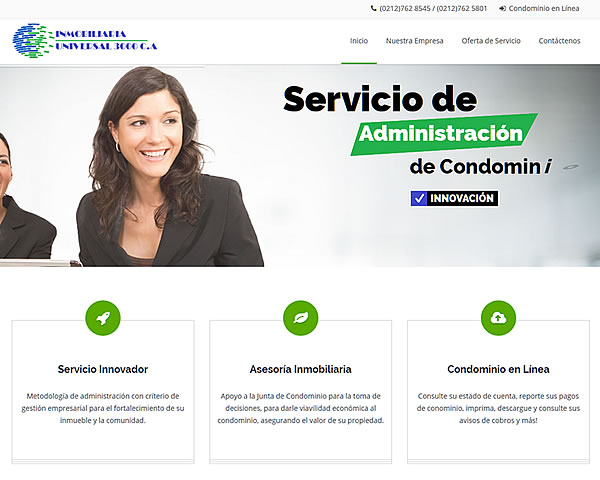 (0212)762 8545 / (0212)762 5801 Condominio en Línea
INMOBILIARIA
UNIVERSAL 3000 C.A
Inicio Nuestra Empresa Oferta de Servicio Contáctenos
Servicio de
Administración
de Condomini
INNOVACIÓN
Servicio Innovador
Metodología de administración con criterio de
gestión empresarial para el fortalecimiento de su
inmueble y la comunidad.
Asesoría Inmobiliaria
Apoyo a la Junta de Condominio para la toma de
decisiones, para darle viavilidad económica al
condominio, asegurando el valor de su propiedad.
Condominio en Línea
Consulte su estado de cuenta, reporte sus pagos
de conominio, imprima, descargue y consulte sus
avisos de cobros y más!